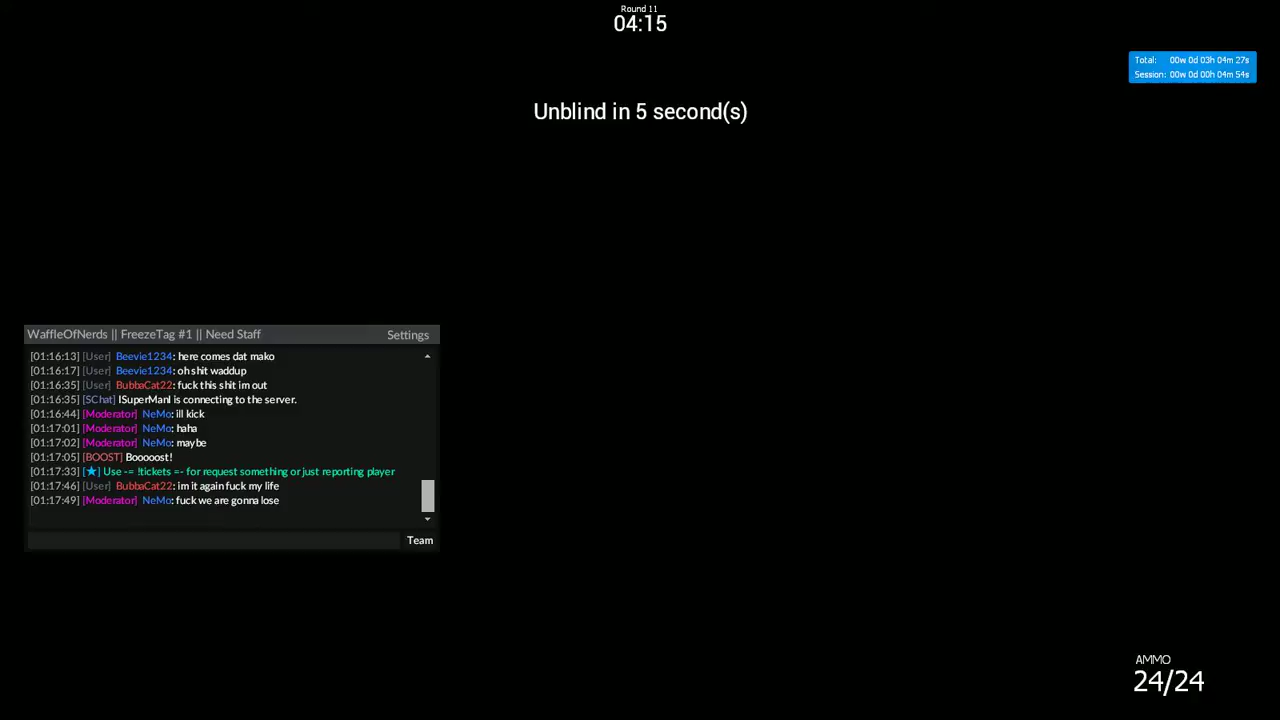 Round 11
04:15
Total: 00w 0d 03h 04m 27s
Session: 00w 0d 00h 04m 54s
Unblind in 5 second(s)
WaffleOfNerds || FreezeTag #1 || Need Staff Settings
[01:16:13] [User] Beevie1234: here comes dat mako
[01:16:17] [User] Beevie1234: oh shit waddup
[01:16:35] [User] BubbaCat22: fuck this shit im out
[01:16:35] [SChat] ISuperManI is connecting to the server.
[01:16:44] [Moderator] NeMo: ill kick
[01:17:01] [Moderator] NeMo: haha
[01:17:02] [Moderator] NeMo: maybe
[01:17:05] [BOOST] Booooost!
[01:17:33] [★] Use -= !tickets =- for request something or just reporting player
[01:17:46] [User] BubbaCat22: im it again fuck my life
[01:17:49] [Moderator] NeMo: fuck we are gonna lose
Team
AMMO
24/24